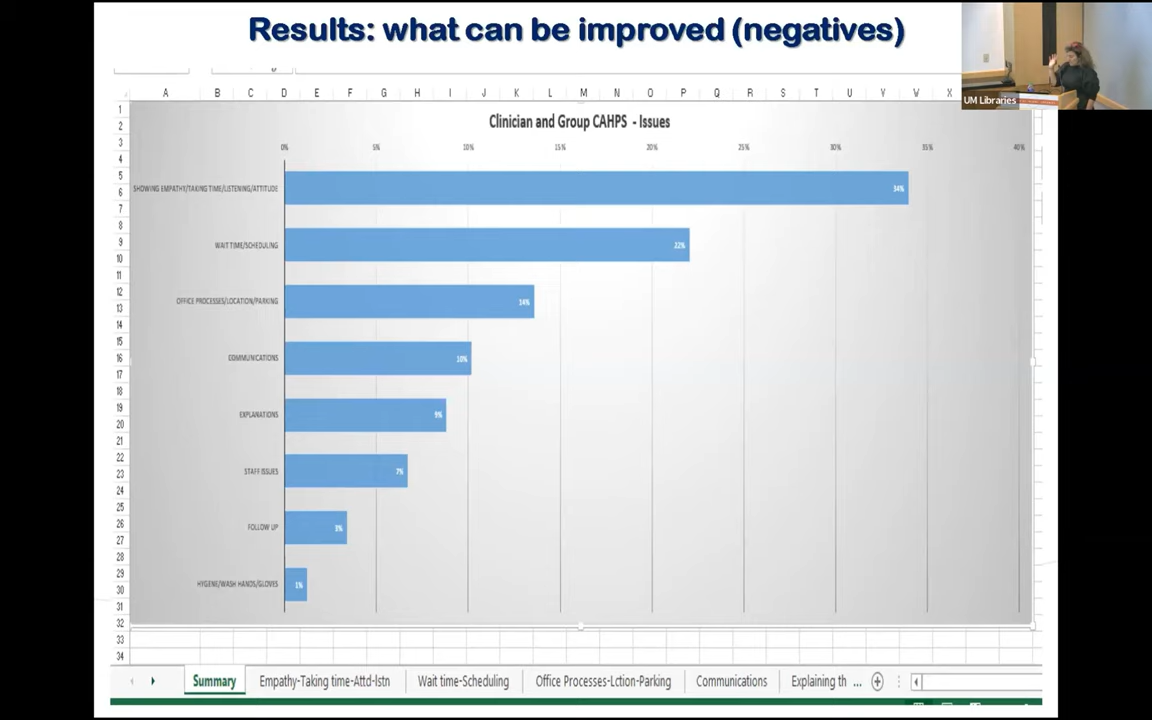 Results: what can be improved (negatives)
UM Libraries
A B C D E F G H I J K L M N O P Q R S T U V W X
1
2
3
4
5
6
7
8
9
10
11
12
13
14
15
16
17
18
19
20
21
22
23
24
25
26
27
28
29
30
31
32
33
34
Clinician and Group CAHPS - Issues
0% 5% 10% 15% 20% 25% 30% 35% 40%
SHOWING EMPATHY/TAKING TIME/LISTENING/ATTITUDE 34%
WAIT TIME/SCHEDULING 22%
OFFICE PROCESSES/LOCATION/PARKING 14%
COMMUNICATIONS 10%
EXPLANATIONS 9%
STAFF ISSUES 7%
FOLLOW UP 3%
HYGENE/WASH HANDS/GLOVES 1%
Summary Empathy-Taking time-Attd-lstn Wait time-Scheduling Office Processes-Lction-Parking Communications Explaining th ...